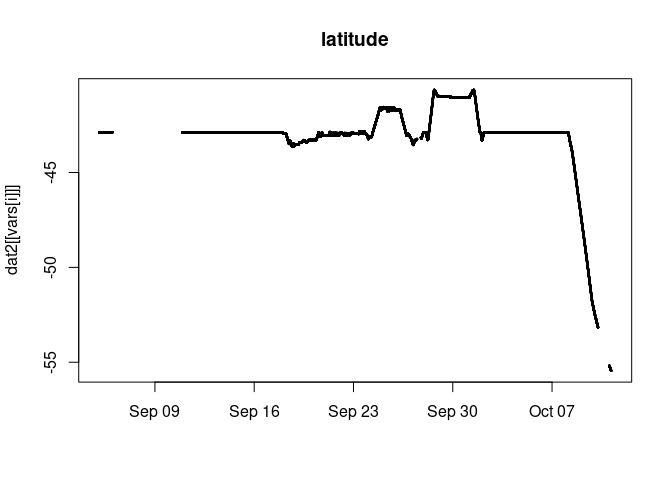 latitude
dat2[[vars[i]]]
-45
-50
-55
Sep 09
Sep 16
Sep 23
Sep 30
Oct 07